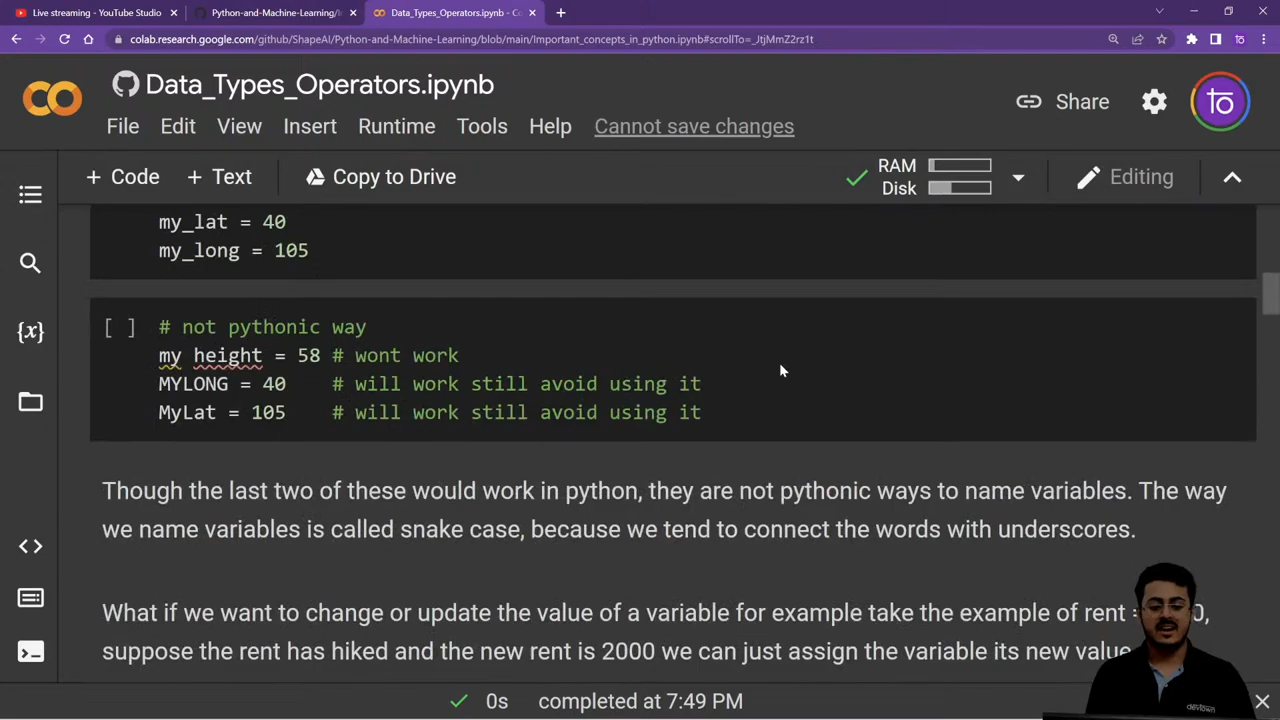 Live streaming - YouTube Studio
Python-and-Machine-Learning/I
Data_Types_Operators.ipynb - Co
colab.research.google.com/github/ShapeAI/Python-and-Machine-Learning/blob/main/Important_concepts_in_python.ipynb#scrollTo=_JtjMmZ2rz1t
Data_Types_Operators.ipynb
Share
to
File Edit View Insert Runtime Tools Help Cannot save changes
+ Code + Text Copy to Drive
RAM
Disk
Editing
my_lat = 40
my_long = 105
[ ] # not pythonic way
my height = 58 # wont work
MYLONG = 40 # will work still avoid using it
MyLat = 105 # will work still avoid using it
{x}
Though the last two of these would work in python, they are not pythonic ways to name variables. The way
we name variables is called snake case, because we tend to connect the words with underscores.
What if we want to change or update the value of a variable for example take the example of rent = 0,
suppose the rent has hiked and the new rent is 2000 we can just assign the variable its new value
devtown
0s completed at 7:49 PM